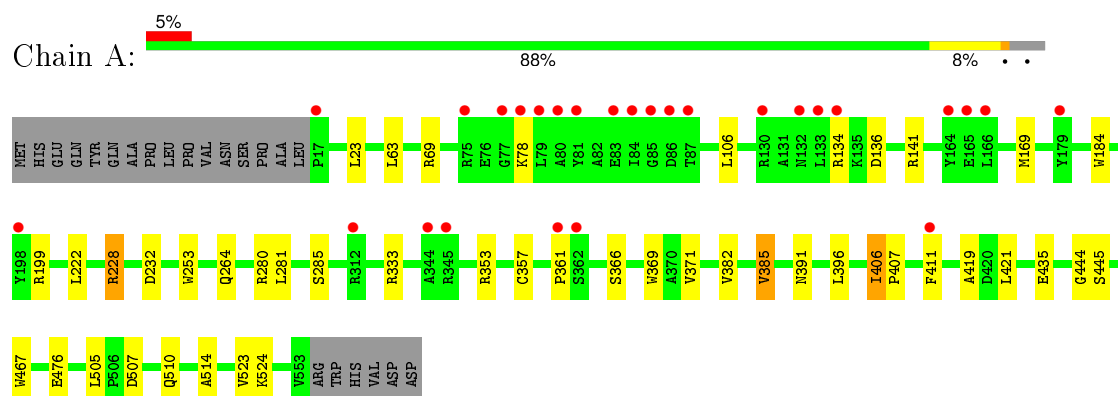 5%
Chain A:
88% 8% • •
MET HIS GLU GLN TYR GLN ALA PRO LEU PRO VAL ASN SER PRO ALA LEU P17 L23 L63 R69 R75 E76 G77 K78 L79 A80 Y81 A82 E83 I84 G85 D86 T87 L106 R130 A131 N132 L133 R134 K135 D136 R141 Y164 E165 L166 M169 Y179 W184
Y198 R199 L222 R228 D232 W253 Q264 R280 L281 S285 R312 R333 A344 R345 R353 C357 P361 S362 S366 W369 A370 V371 V382 V385 N391 L396 I406 P407 F411 A419 D420 L421 E435 G444 S445
W467 E476 L505 P506 D507 Q510 A514 V523 K524 V553 ARG TRP HIS VAL ASP ASP